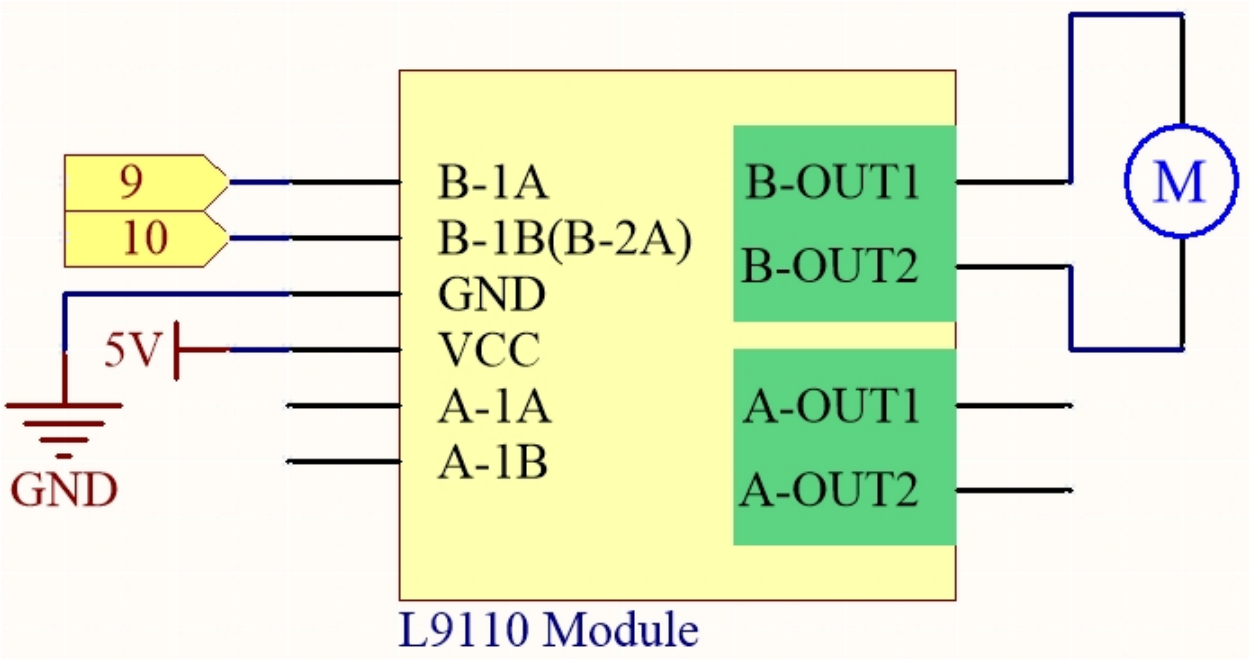 9
10
5V
GND
B-1A
B-1B(B-2A)
GND
VCC
A-1A
A-1B
B-OUT1
B-OUT2
A-OUT1
A-OUT2
M
L9110 Module